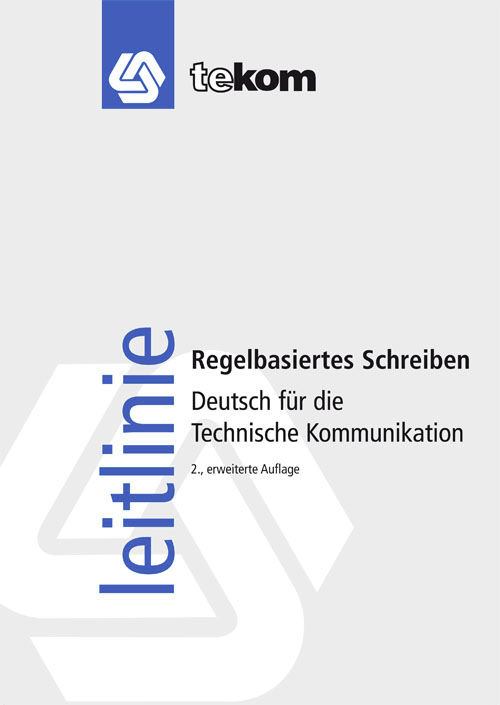 tekom
leitlinie
Regelbasiertes Schreiben
Deutsch für die
Technische Kommunikation
2., erweiterte Auflage